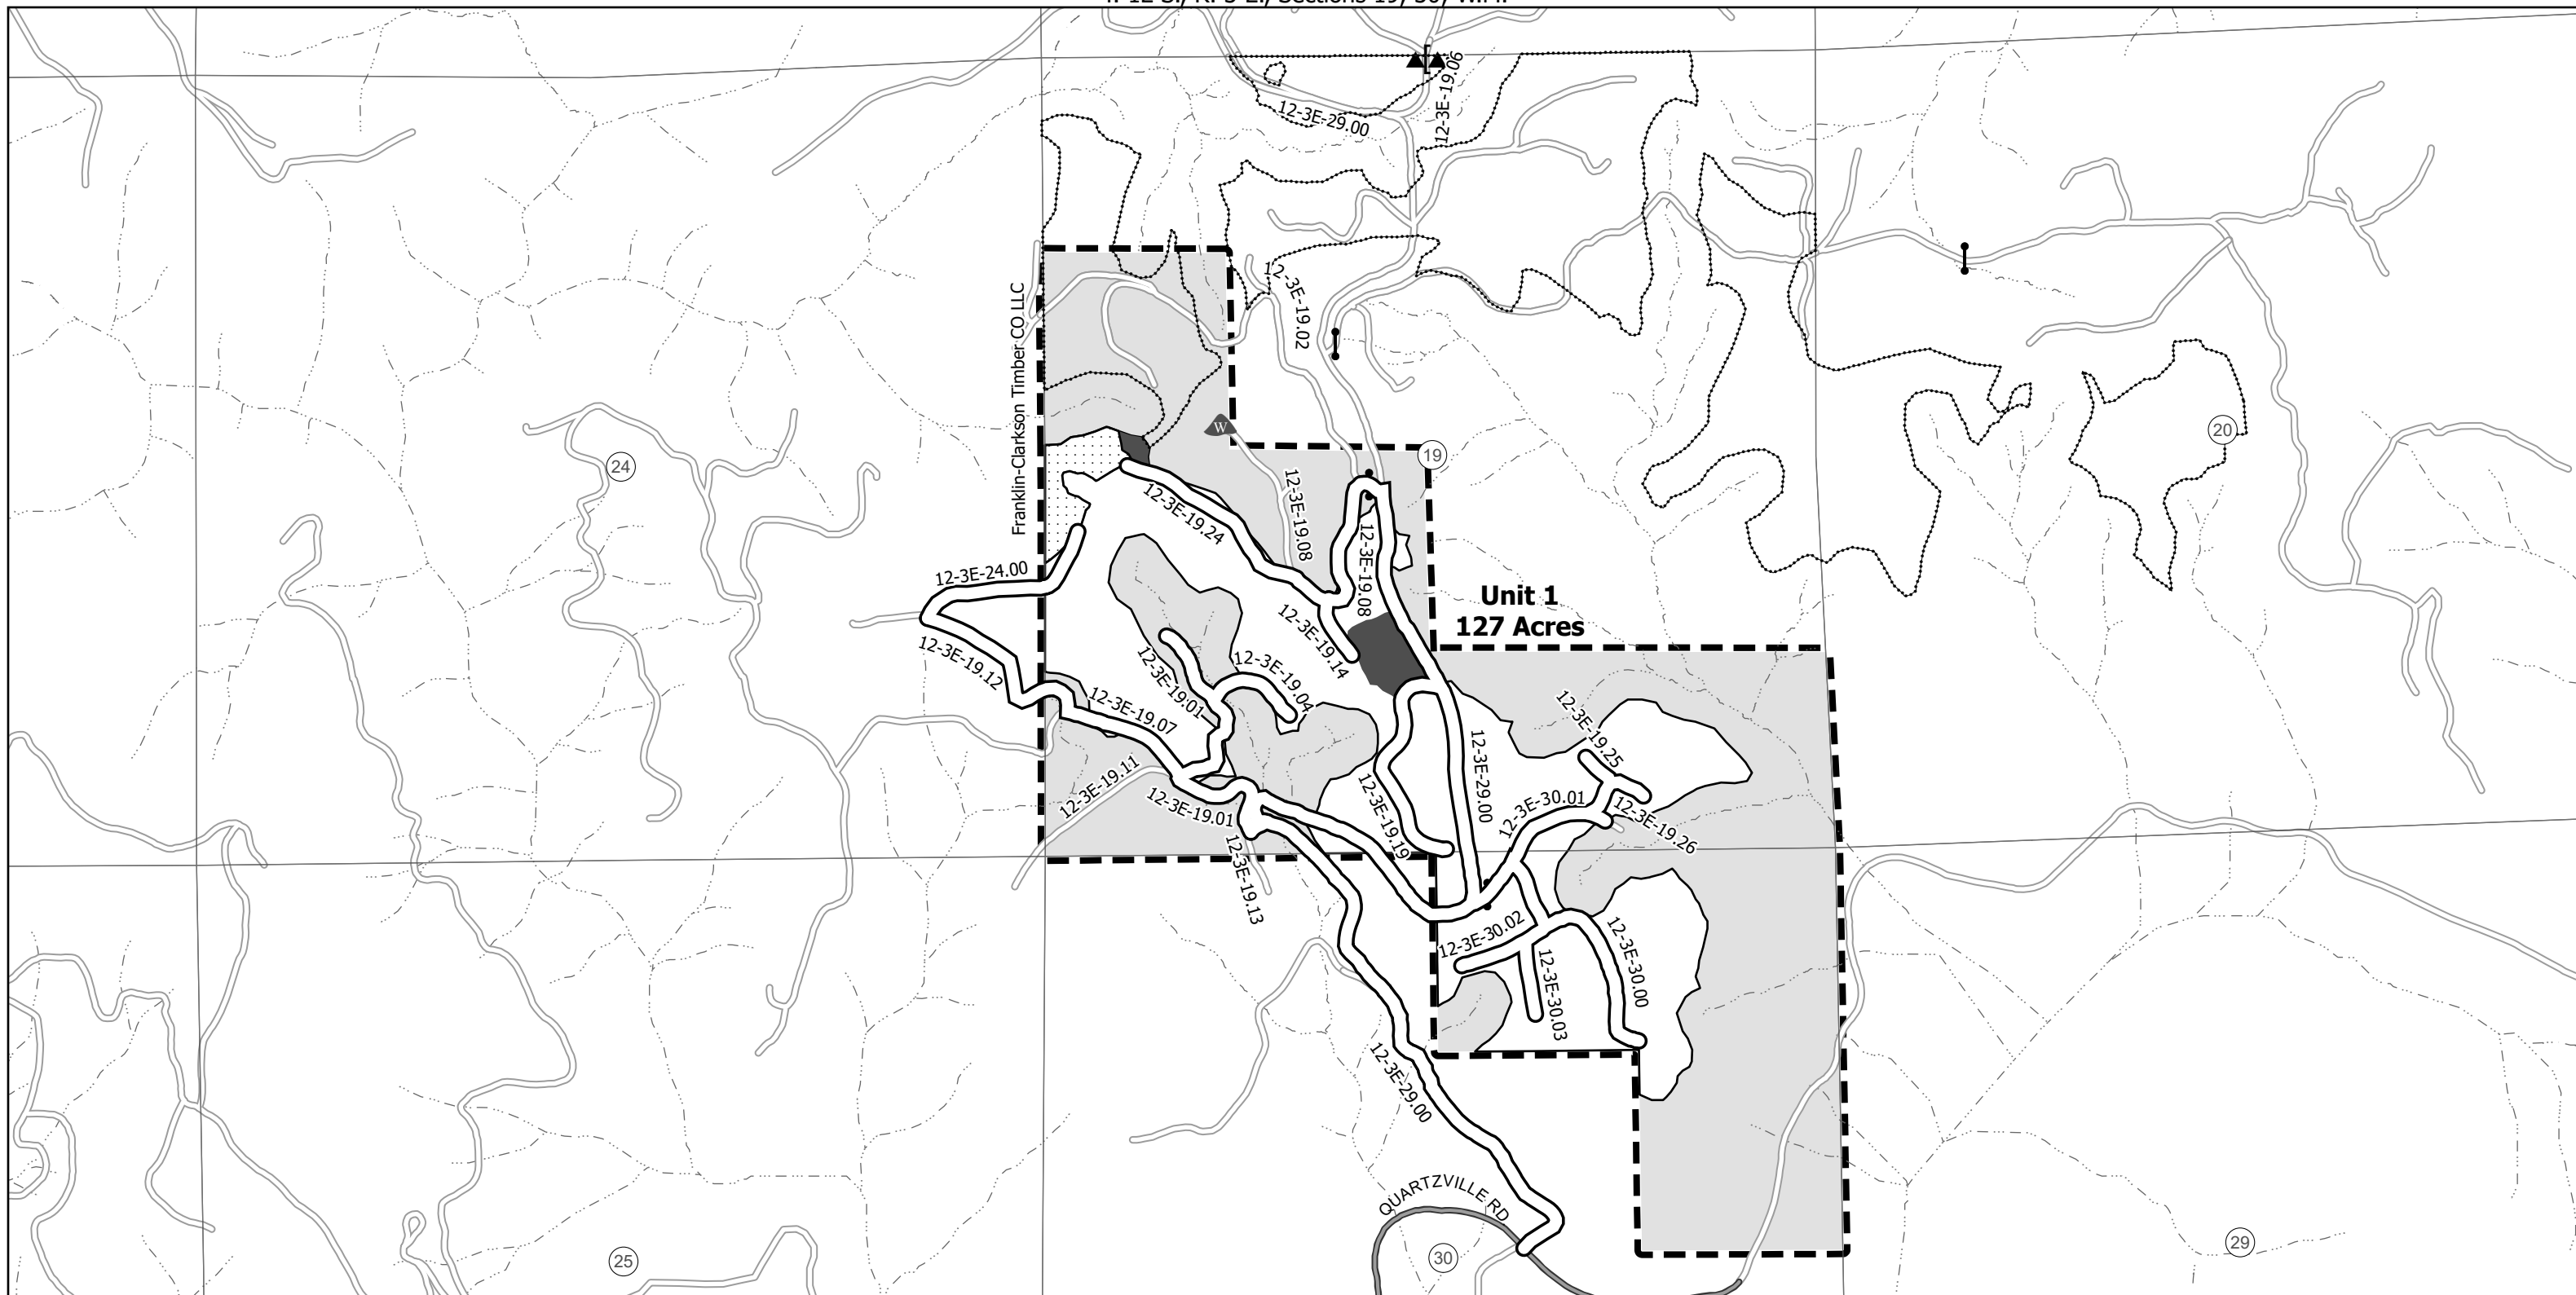 12-3E-19.06
12-3E-29.00
12-3E-19.02
Franklin-Clarkson Timber CO LLC
24
19
20
W
12-3E-19.24
12-3E-19.08
12-3E-19.08
12-3E-24.00
Unit 1
127 Acres
12-3E-19.12
12-3E-19.14
12-3E-19.01
12-3E-19.04
12-3E-19.07
12-3E-19.25
12-3E-29.00
12-3E-19.11
12-3E-19.01
12-3E-19.19
12-3E-30.01
12-3E-19.26
12-3E-19.13
12-3E-30.02
12-3E-30.00
12-3E-30.03
12-3E-29.00
QUARTZVILLE RD
25
30
29